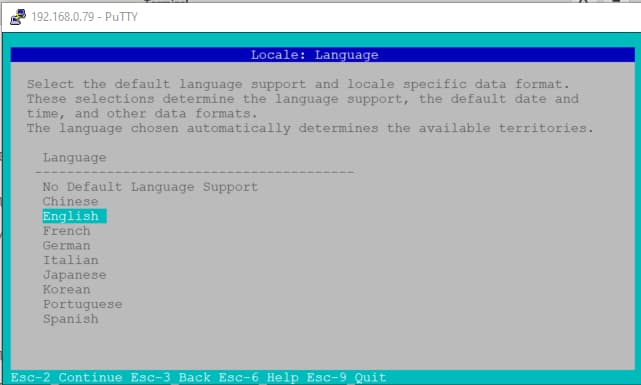 192.168.0.79 - PuTTY
Locale: Language
Select the default language support and locale specific data format.
These selections determine the language support, the default date and
time, and other data formats.
The language chosen automatically determines the available territories.
Language
----------------------------------------
No Default Language Support
Chinese
English
French
German
Italian
Japanese
Korean
Portuguese
Spanish
Esc-2_Continue Esc-3_Back Esc-6_Help Esc-9_Quit